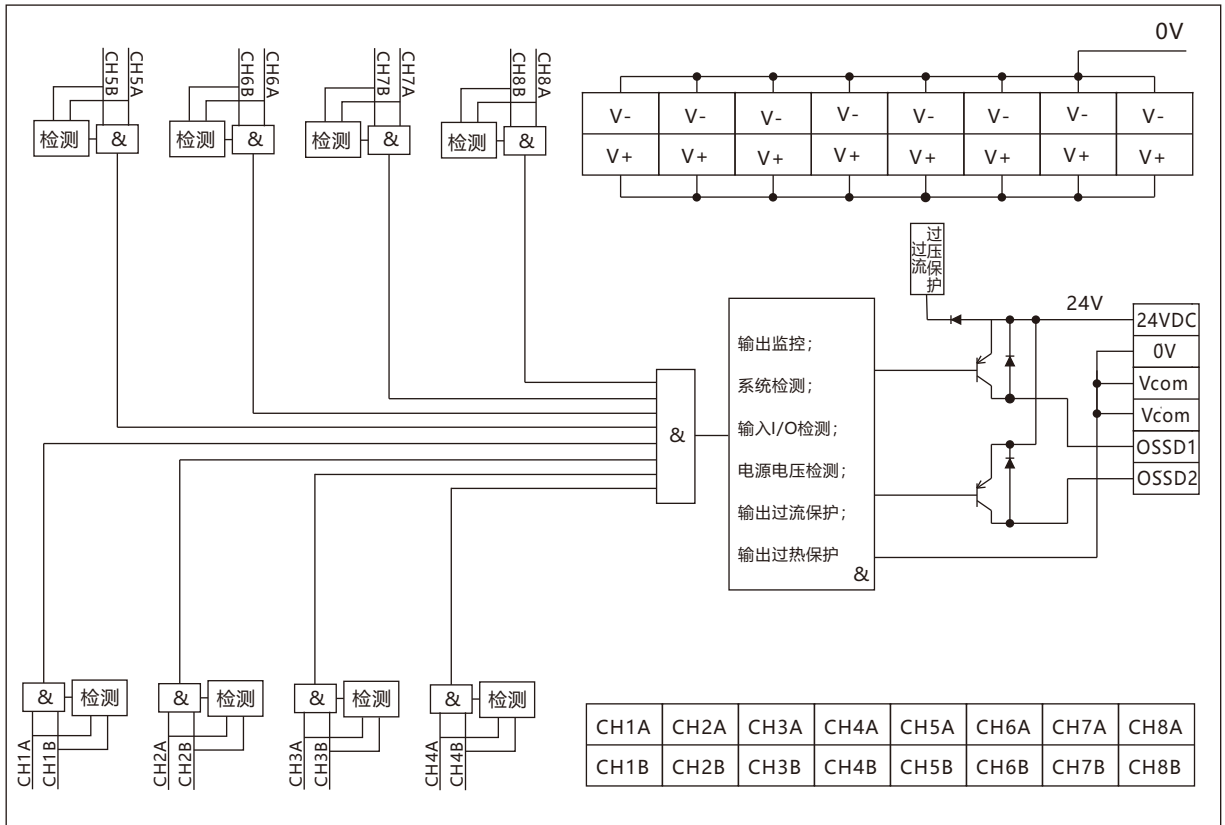 0V
CH5B CH5A CH6B CH6A CH7B CH7A CH8B CH8A
检测 & 检测 & 检测 & 检测 &
V- V- V- V- V- V- V- V-
V+ V+ V+ V+ V+ V+ V+ V+
过压保护
过流
24V
24VDC
0V
Vcom
Vcom
OSSD1
OSSD2
&
输出监控；
系统检测；
输入I/O检测；
电源电压检测；
输出过流保护；
输出过热保护
&
& 检测 & 检测 & 检测 & 检测
CH1A CH1B CH2A CH2B CH3A CH3B CH4A CH4B
CH1A CH2A CH3A CH4A CH5A CH6A CH7A CH8A
CH1B CH2B CH3B CH4B CH5B CH6B CH7B CH8B